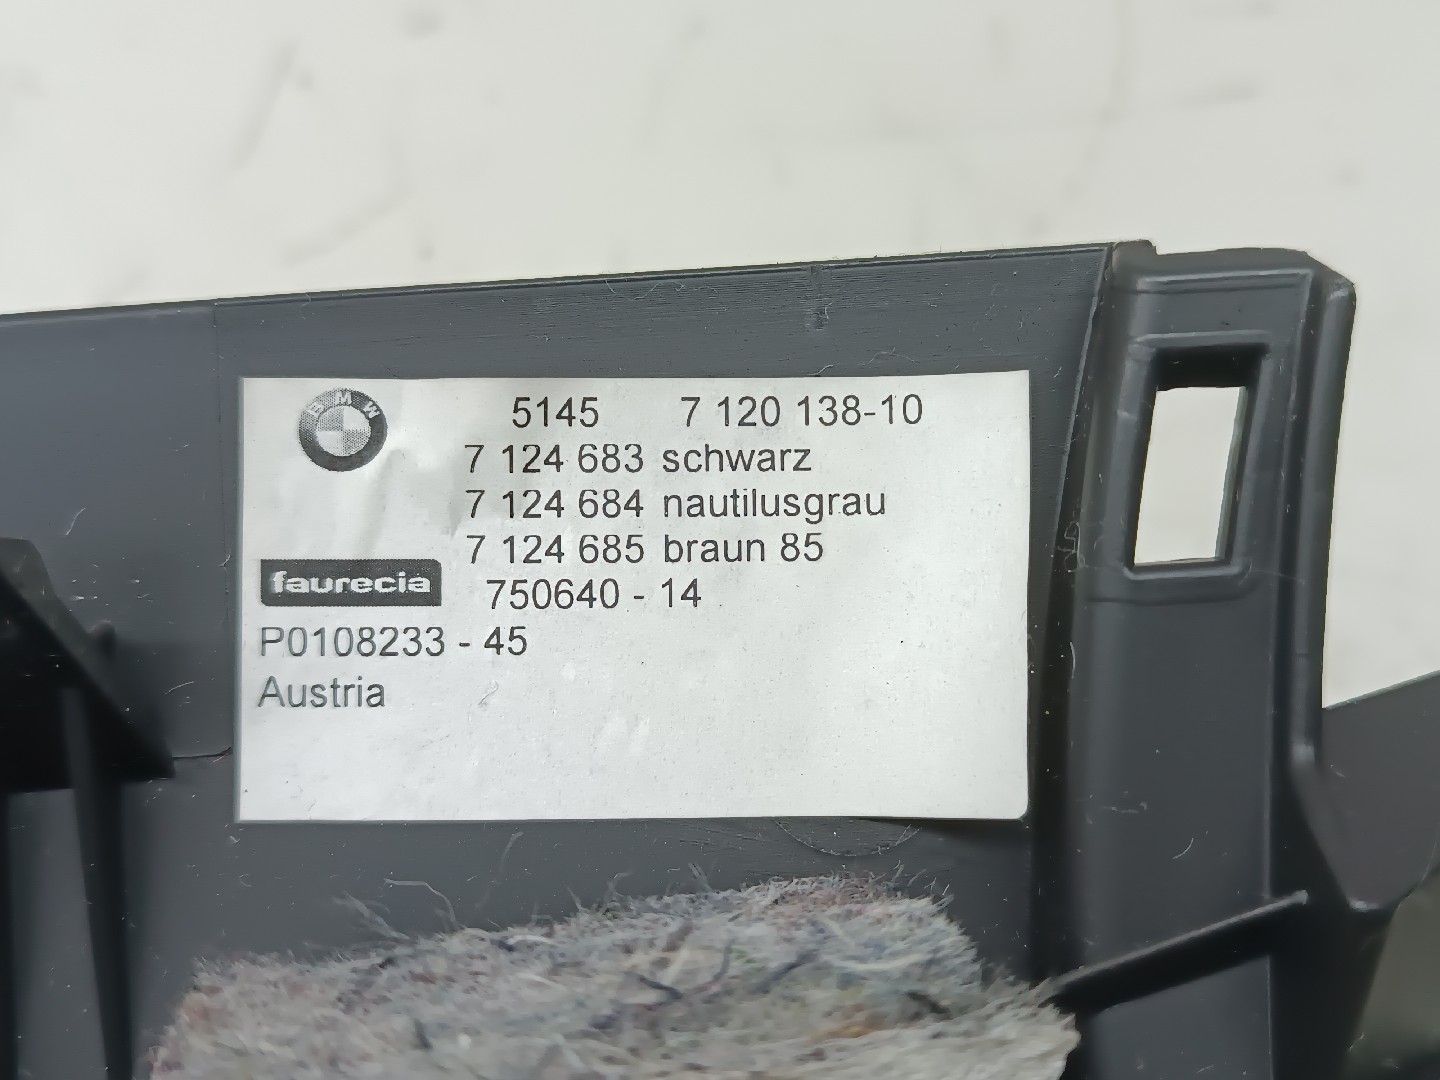 BMW
5145 7 120 138-10
7 124 683 schwarz
7 124 684 nautilusgrau
7 124 685 braun 85
faurecia
750640 - 14
P0108233 - 45
Austria